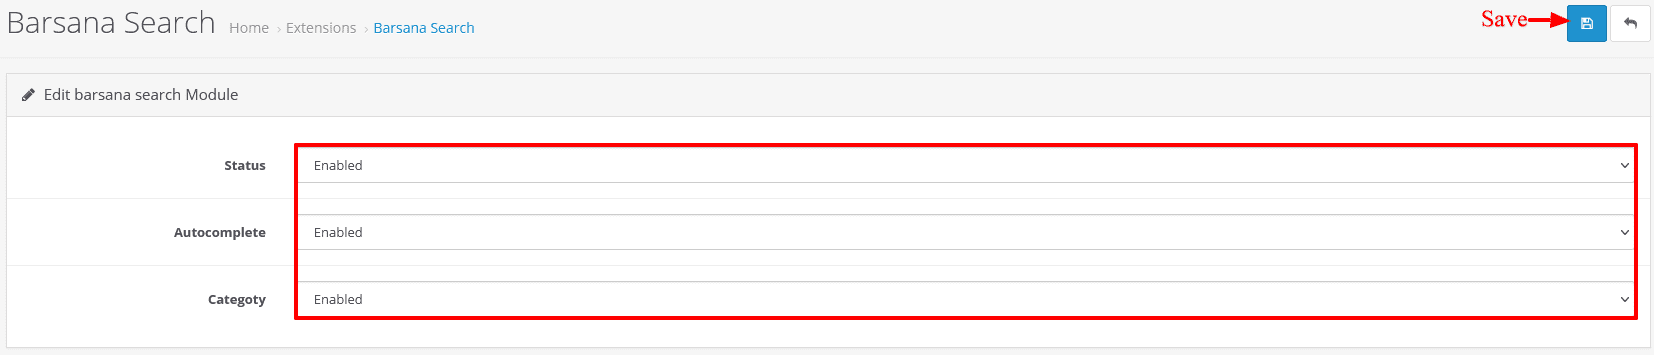 Barsana Search Home › Extensions › Barsana Search Save
Edit barsana search Module
Status Enabled
Autocomplete Enabled
Categoty Enabled